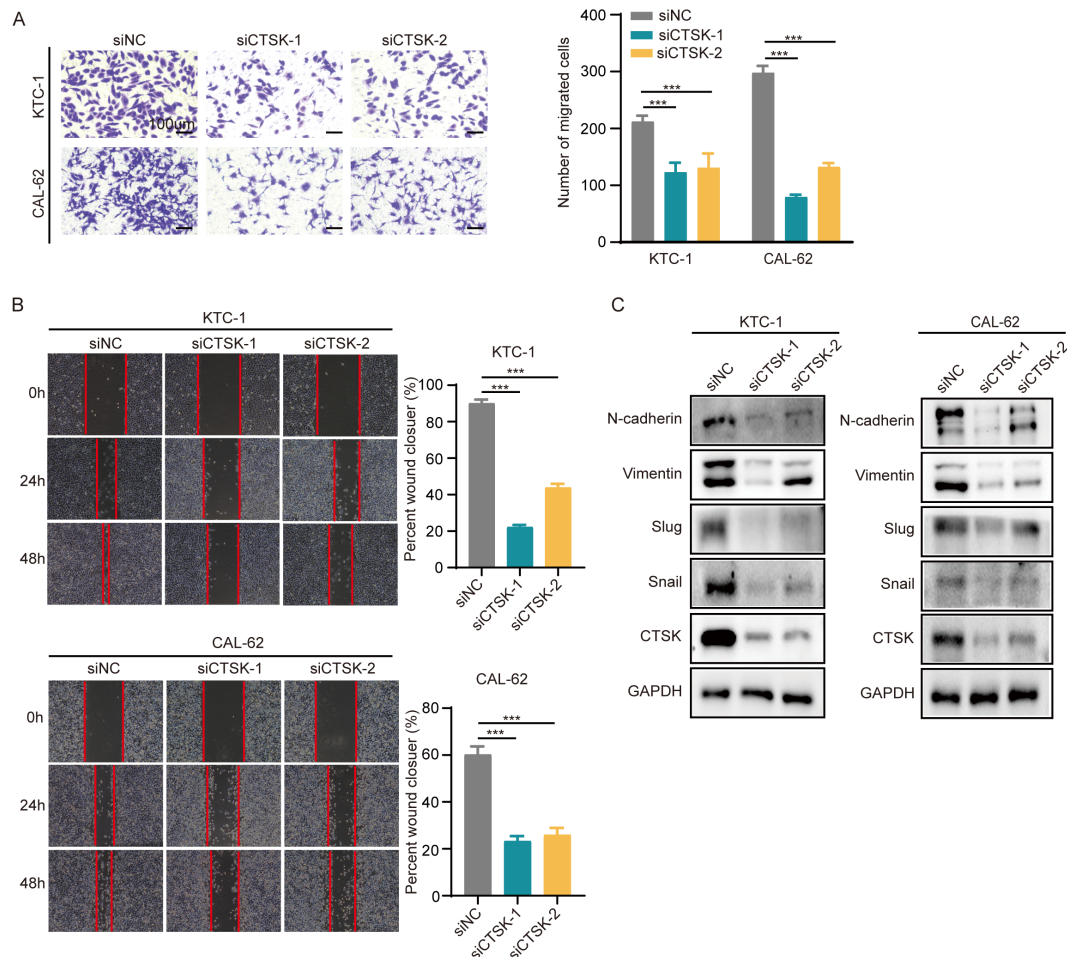 A
siNC siCTSK-1 siCTSK-2
KTC-1
100um
CAL-62
siNC
siCTSK-1
siCTSK-2
Number of migrated cells
400
300
200
100
0
*** *** *** ***
KTC-1 CAL-62
B
KTC-1
siNC siCTSK-1 siCTSK-2
0h
24h
48h
KTC-1
Percent wound closuer (%)
100
80
60
40
20
0
***
***
siNC siCTSK-1 siCTSK-2
CAL-62
siNC siCTSK-1 siCTSK-2
0h
24h
48h
CAL-62
Percent wound closuer (%)
80
60
40
20
0
***
***
siNC siCTSK-1 siCTSK-2
C
KTC-1
siNC siCTSK-1 siCTSK-2
N-cadherin
Vimentin
Slug
Snail
CTSK
GAPDH
CAL-62
siNC siCTSK-1 siCTSK-2
N-cadherin
Vimentin
Slug
Snail
CTSK
GAPDH